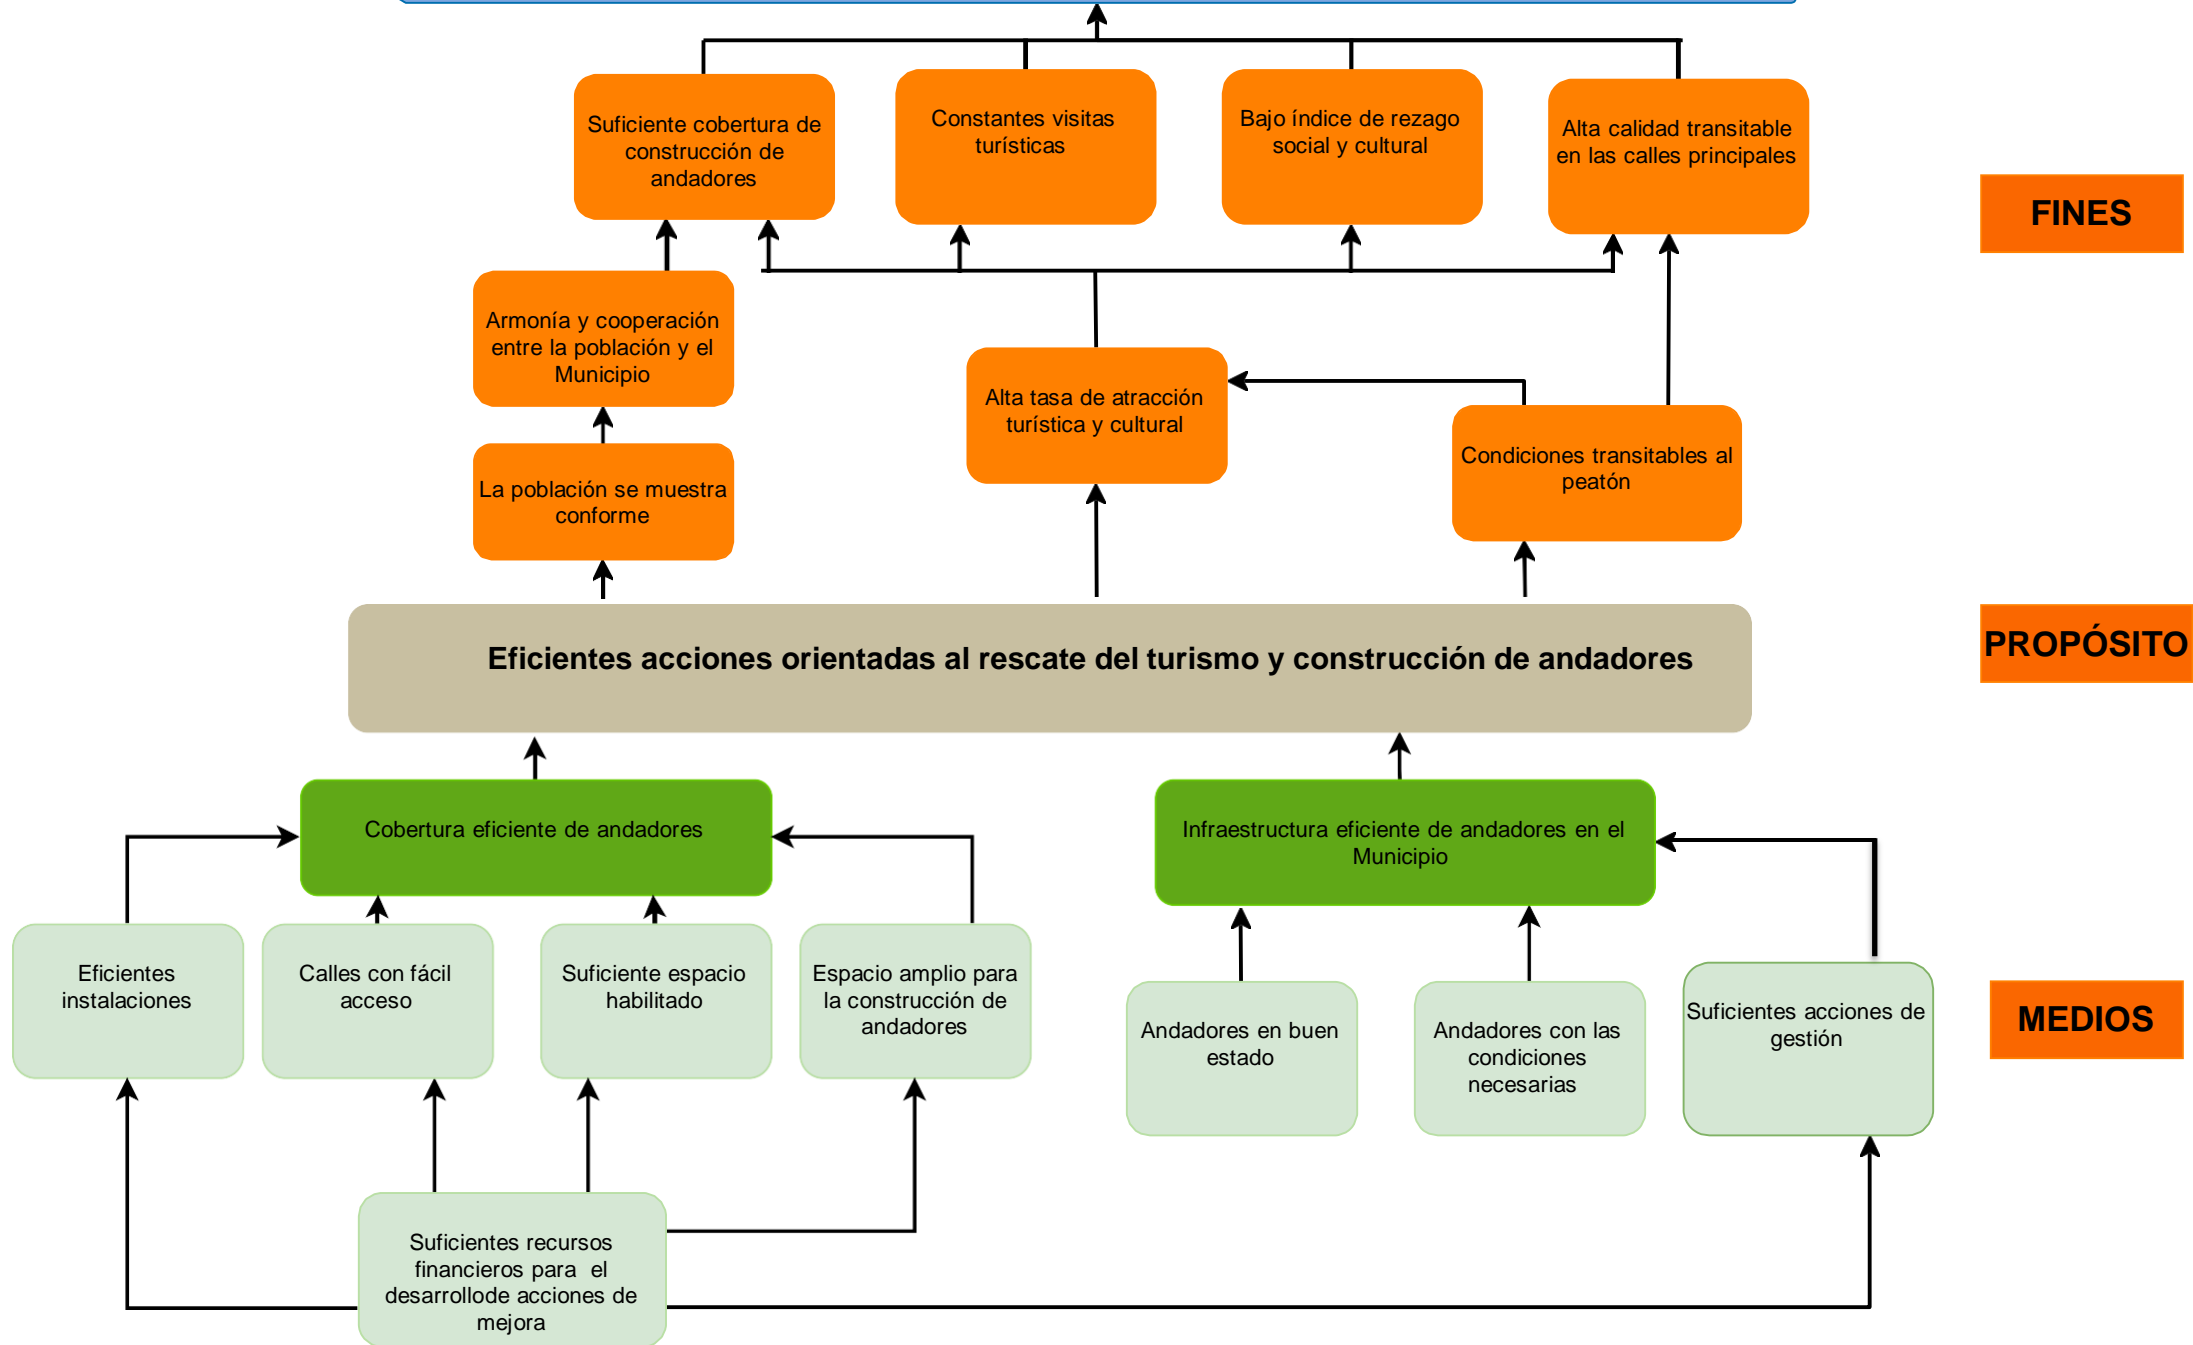 Suficiente cobertura de
construcción de
andadores
Constantes visitas
turísticas
Bajo índice de rezago
social y cultural
Alta calidad transitable
en las calles principales
FINES
Armonía y cooperación
entre la población y el
Municipio
Alta tasa de atracción
turística y cultural
Condiciones transitables al
peatón
La población se muestra
conforme
Eficientes acciones orientadas al rescate del turismo y construcción de andadores
PROPÓSITO
Cobertura eficiente de andadores
Infraestructura eficiente de andadores en el
Municipio
Eficientes
instalaciones
Calles con fácil
acceso
Suficiente espacio
habilitado
Espacio amplio para
la construcción de
andadores
Andadores en buen
estado
Andadores con las
condiciones
necesarias
Suficientes acciones de
gestión
MEDIOS
Suficientes recursos
financieros para  el
desarrollode acciones de
mejora